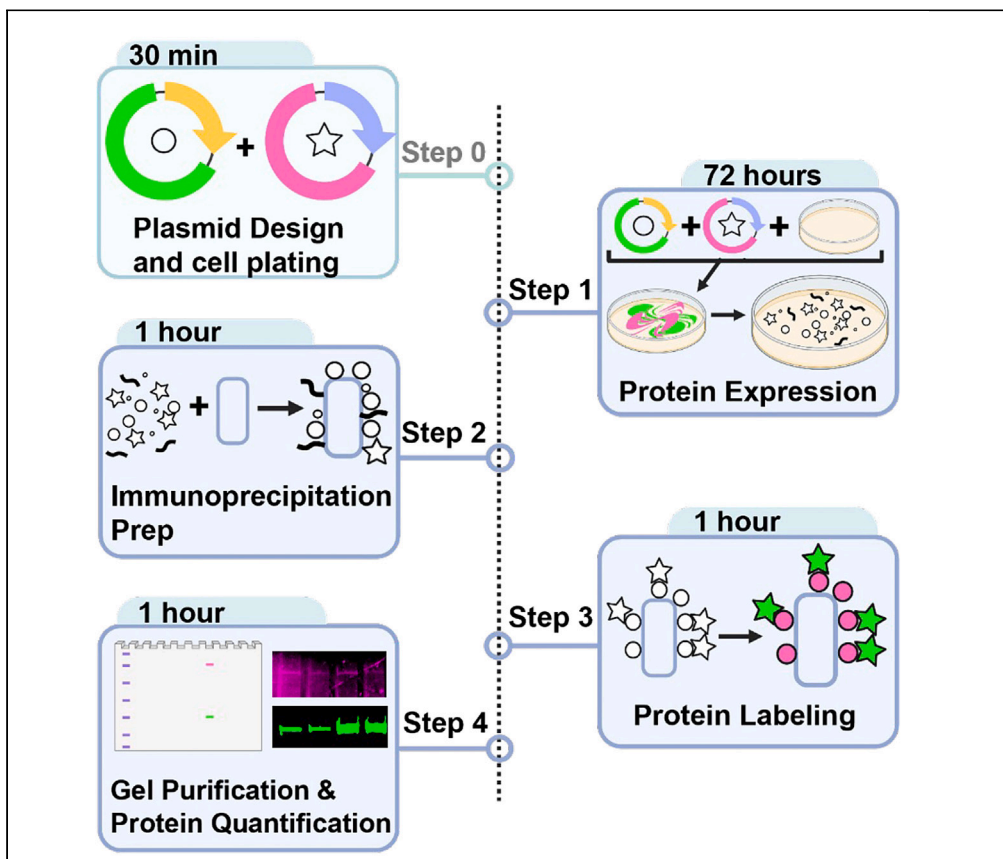 30 min
+
Step 0
Plasmid Design
and cell plating
72 hours
+
+
Step 1
Protein Expression
1 hour
+
Step 2
Immunoprecipitation
Prep
1 hour
Step 3
Protein Labeling
1 hour
Step 4
Gel Purification &
Protein Quantification